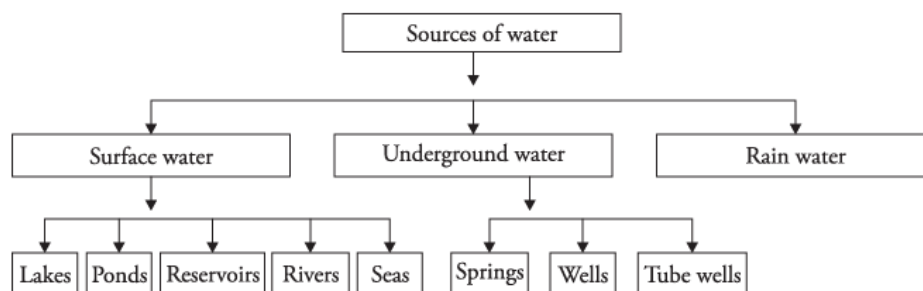 Sources of water
Surface water
Underground water
Rain water
Lakes
Ponds
Reservoirs
Rivers
Seas
Springs
Wells
Tube wells